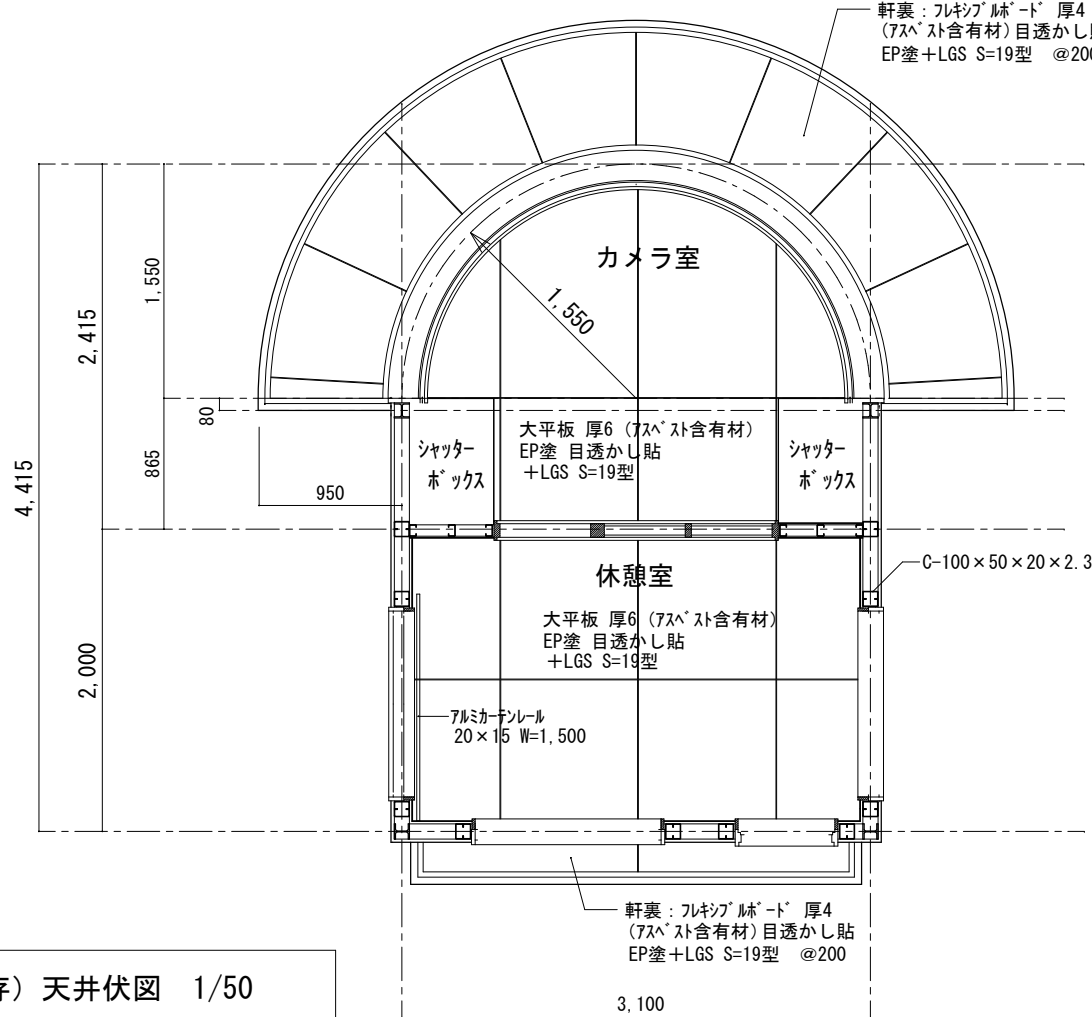 軒裏：ﾌﾚｷｼﾌﾞﾙﾎﾞｰﾄﾞ 厚4
(ｱｽﾍﾞｽﾄ含有材)目透かし貼
EP塗＋LGS S=19型 @200
カメラ室
1,550
1,550
2,415
80
865
950
4,415
2,000
大平板 厚6 (ｱｽﾍﾞｽﾄ含有材)
EP塗 目透かし貼
＋LGS S=19型
ｼｬｯﾀｰ
ﾎﾞｯｸｽ
ｼｬｯﾀｰ
ﾎﾞｯｸｽ
C-100×50×20×2.3
休憩室
大平板 厚6 (ｱｽﾍﾞｽﾄ含有材)
EP塗 目透かし貼
＋LGS S=19型
ｱﾙﾐｶｰﾃﾝﾚｰﾙ
20×15 W=1,500
軒裏：ﾌﾚｷｼﾌﾞﾙﾎﾞｰﾄﾞ 厚4
(ｱｽﾍﾞｽﾄ含有材)目透かし貼
EP塗＋LGS S=19型 @200
存）天井伏図 1/50
3,100